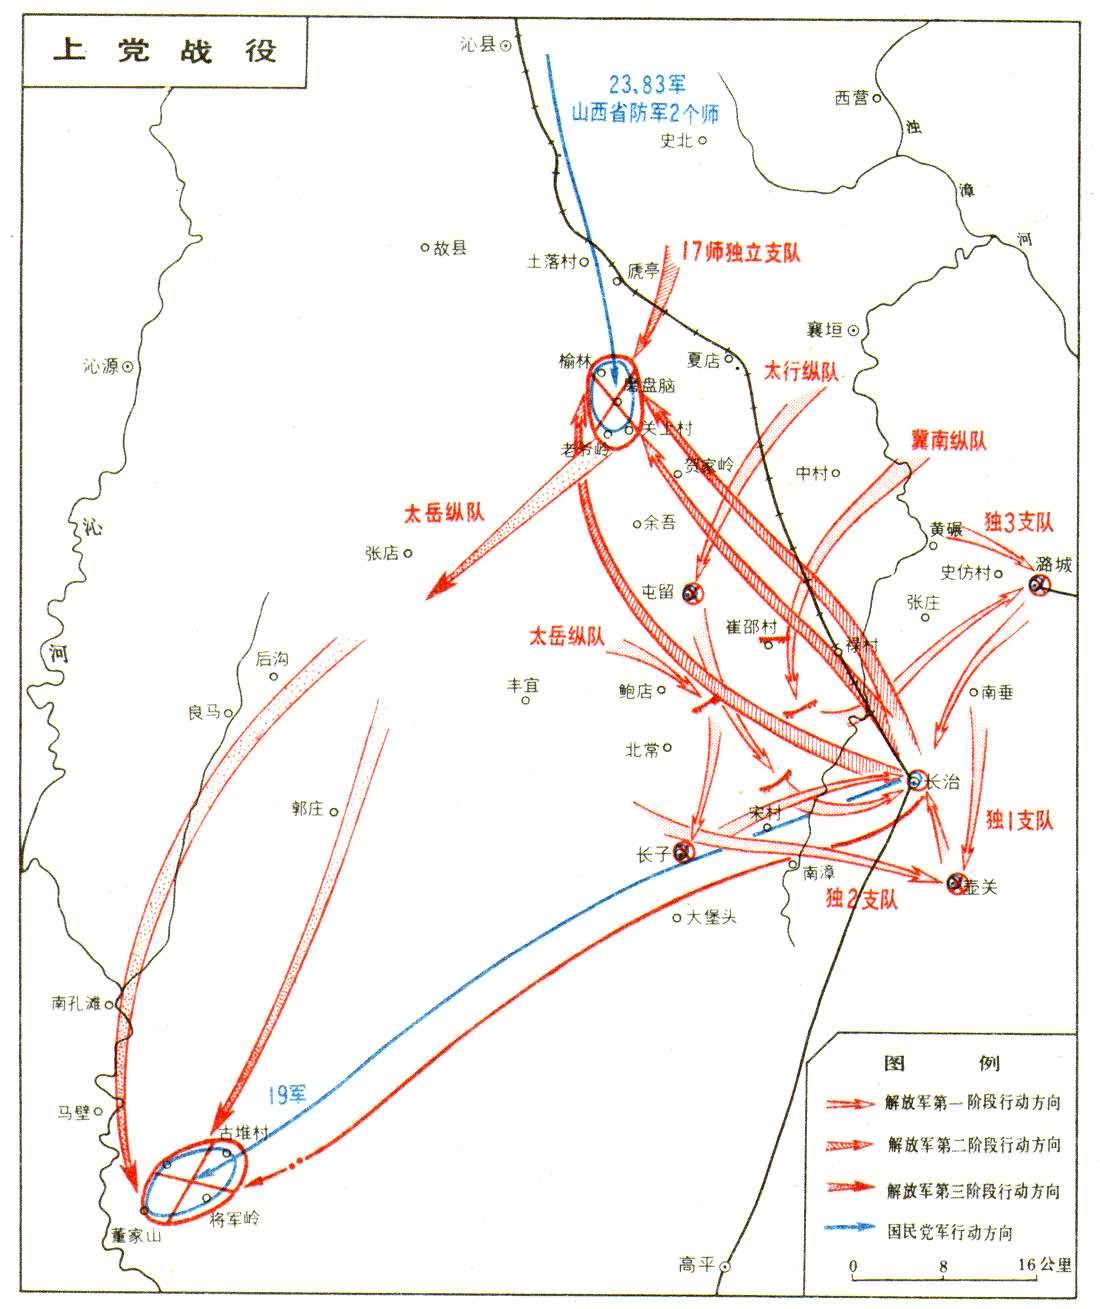 上党战役
沁县
23、83军
山西省防军2个师
西营
史北
浊
漳
河
故县
土落村
虒亭
17师独立支队
襄垣
沁源
榆林
夏店
磨盘脑
太行纵队
关上村
老爷岭
贺家岭
中村
冀南纵队
太岳纵队
余吾
沁
张店
黄碾
独3支队
史仿村
潞城
屯留
张庄
崔邵村
太岳纵队
河
后沟
禄村
丰宜
鲍店
南垂
良马
北常
长治
郭庄
宋村
独1支队
长子
南漳
壶关
独2支队
大堡头
南孔滩
19军
马壁
古堆村
将军岭
董家山
高平
图例
解放军第一阶段行动方向
解放军第二阶段行动方向
解放军第三阶段行动方向
国民党军行动方向
0 8 16公里